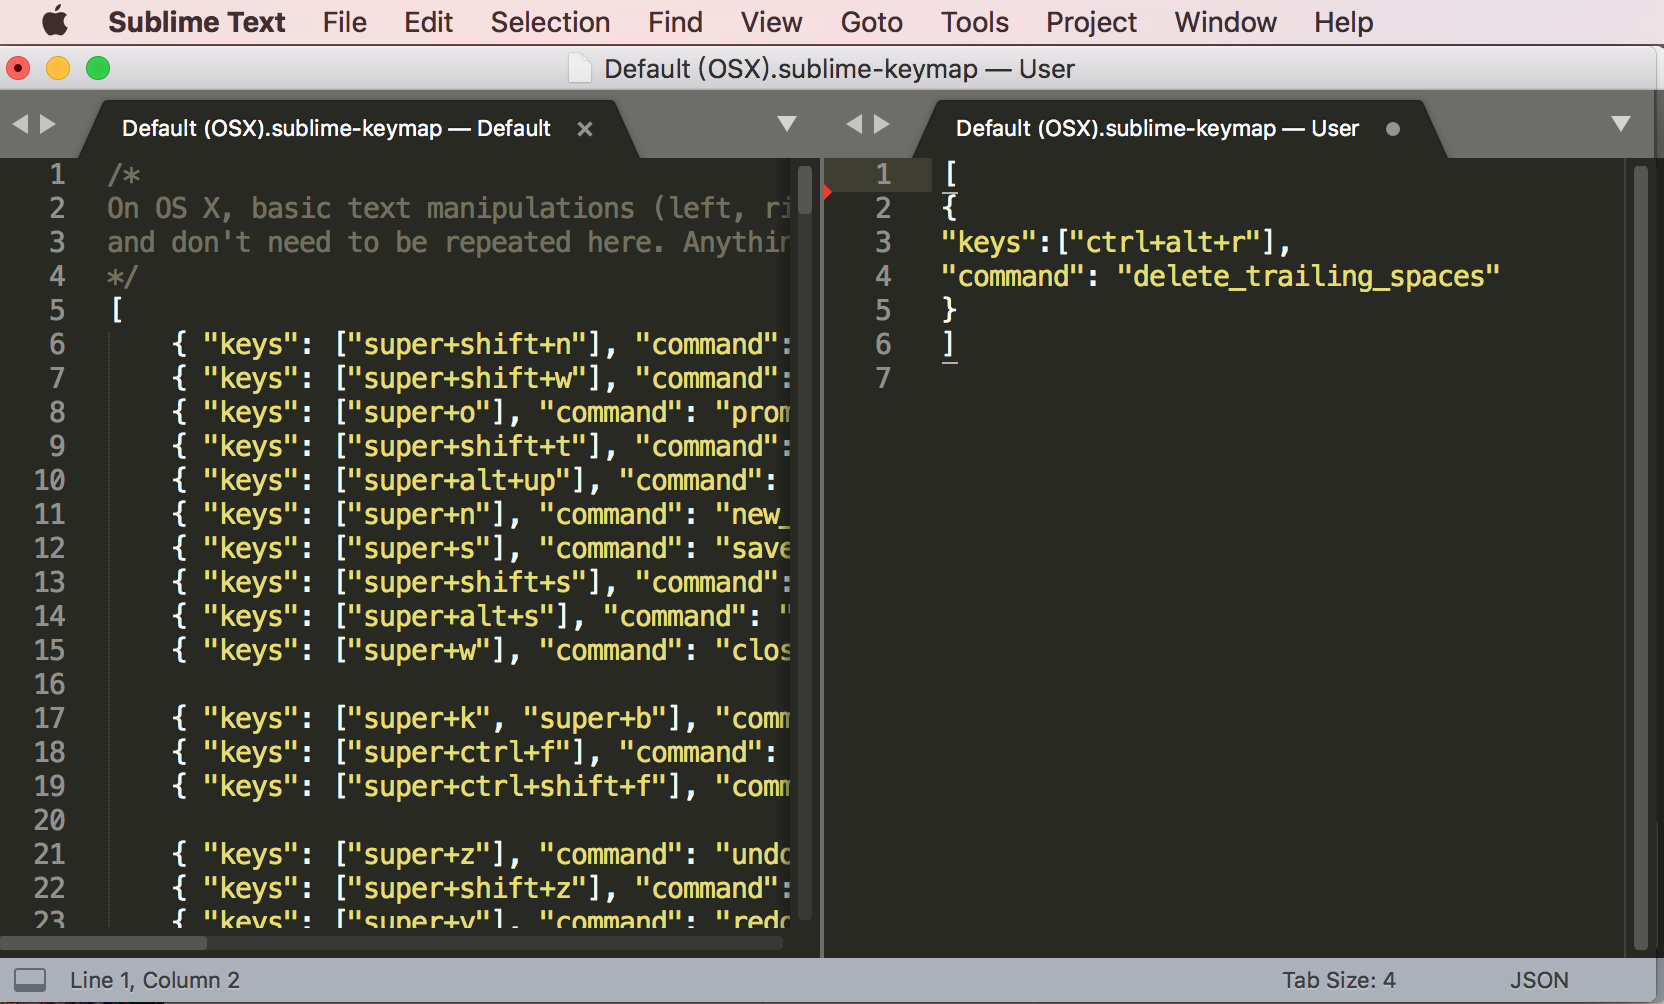 Sublime Text File Edit Selection Find View Goto Tools Project Window Help
Default (OSX).sublime-keymap — User
Default (OSX).sublime-keymap — Default
1 /*
2 On OS X, basic text manipulations (left,
3 and don't need to be repeated here.
4 */
5 [
6 { "keys": ["super+shift+n"], "command":
7 { "keys": ["super+shift+w"], "command":
8 { "keys": ["super+o"], "command": "prom
9 { "keys": ["super+shift+t"], "command":
10 { "keys": ["super+alt+up"], "command":
11 { "keys": ["super+n"], "command": "new_
12 { "keys": ["super+s"], "command": "save
13 { "keys": ["super+shift+s"], "command":
14 { "keys": ["super+alt+s"], "command": "
15 { "keys": ["super+w"], "command": "clos
16
17 { "keys": ["super+k", "super+b"], "comm
18 { "keys": ["super+ctrl+f"], "command":
19 { "keys": ["super+ctrl+shift+f"], "comm
20
21 { "keys": ["super+z"], "command": "undo
22 { "keys": ["super+shift+z"], "command":
23 { "keys": ["super+y"], "command": "redo
Default (OSX).sublime-keymap — User
1 [
2 {
3 "keys":["ctrl+alt+r"],
4 "command": "delete_trailing_spaces"
5 }
6 ]
7
Line 1, Column 2
Tab Size: 4
JSON